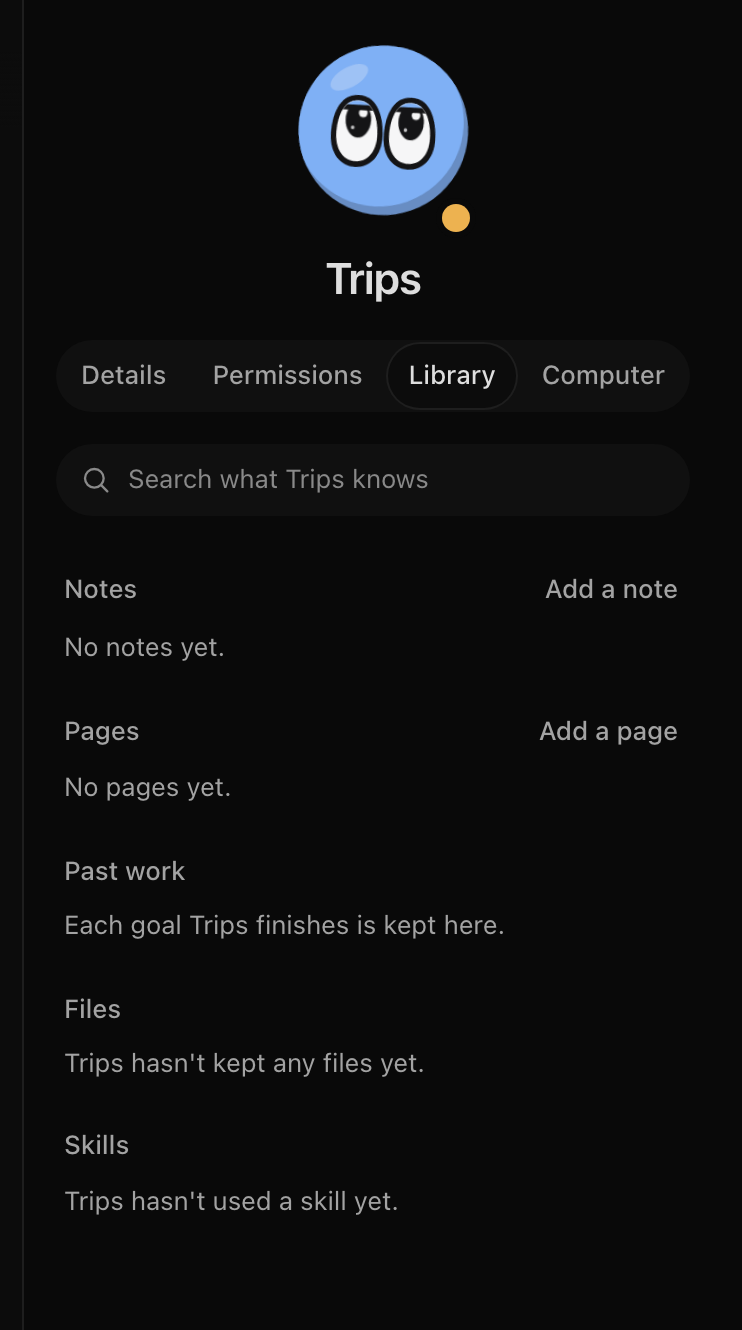 Trips
Details Permissions Library Computer
Search what Trips knows
Notes Add a note
No notes yet.
Pages Add a page
No pages yet.
Past work
Each goal Trips finishes is kept here.
Files
Trips hasn't kept any files yet.
Skills
Trips hasn't used a skill yet.